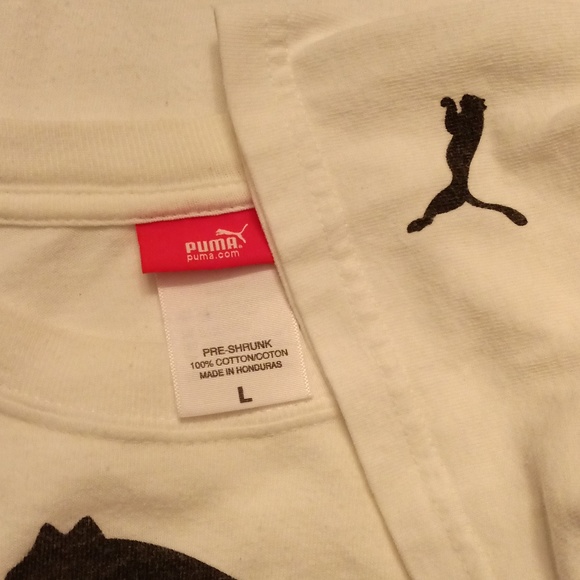 PUMA
puma.com
PRE-SHRUNK
100% COTTON/COTON
MADE IN HONDURAS
L